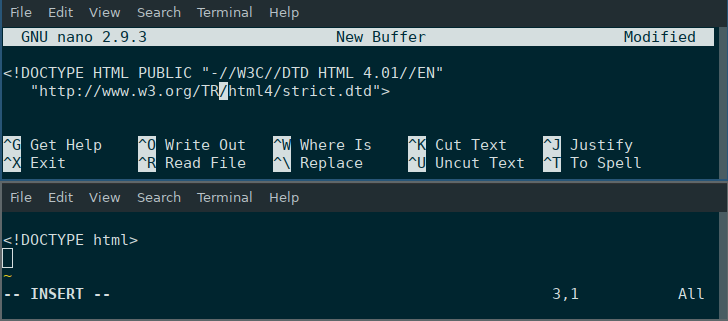 File Edit View Search Terminal Help
GNU nano 2.9.3 New Buffer Modified
<!DOCTYPE HTML PUBLIC "-//W3C//DTD HTML 4.01//EN"
"http://www.w3.org/TR/html4/strict.dtd">
^G Get Help ^O Write Out ^W Where Is ^K Cut Text ^J Justify
^X Exit ^R Read File ^\ Replace ^U Uncut Text ^T To Spell
File Edit View Search Terminal Help
<!DOCTYPE html>
~
-- INSERT -- 3,1 All